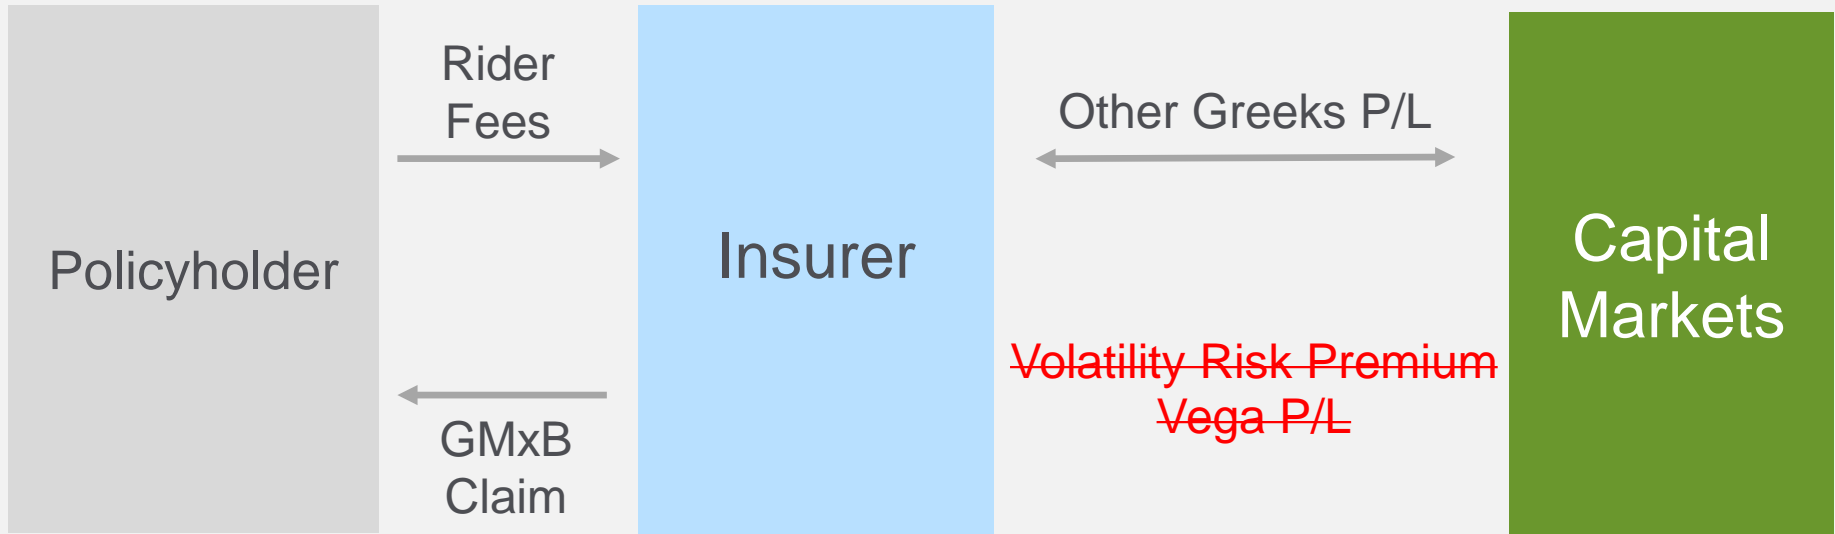 Policyholder
Rider
Fees
GMxB
Claim
Insurer
Other Greeks P/L
Volatility Risk Premium
Vega P/L
Capital
Markets